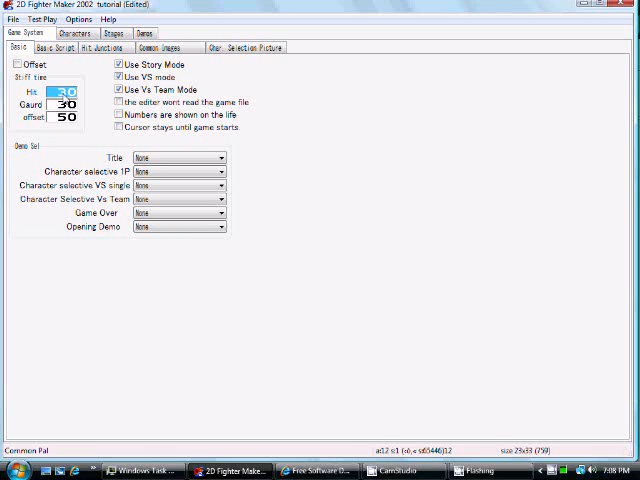 2D Fighter Maker 2002 tutorial (Edited)
File Test Play Options Help
Game System Characters Stages Demos
Basic Basic Script Hit Junctions Common Images Char. Selection Picture
Offset
Stiff time
Hit 30
Gaurd 30
offset 50
Use Story Mode
Use VS mode
Use Vs Team Mode
the editor wont read the game file
Numbers are shown on the life
Cursor stays until game starts
Demo Sel
Title None
Character selective 1P None
Character selective VS single None
Character Selective Vs Team None
Game Over None
Opening Demo None
Common Pal
size 23x33 (759)
Windows Task ... 2D Fighter Make... Free Software D... CamStudio Flashing 7:08 PM